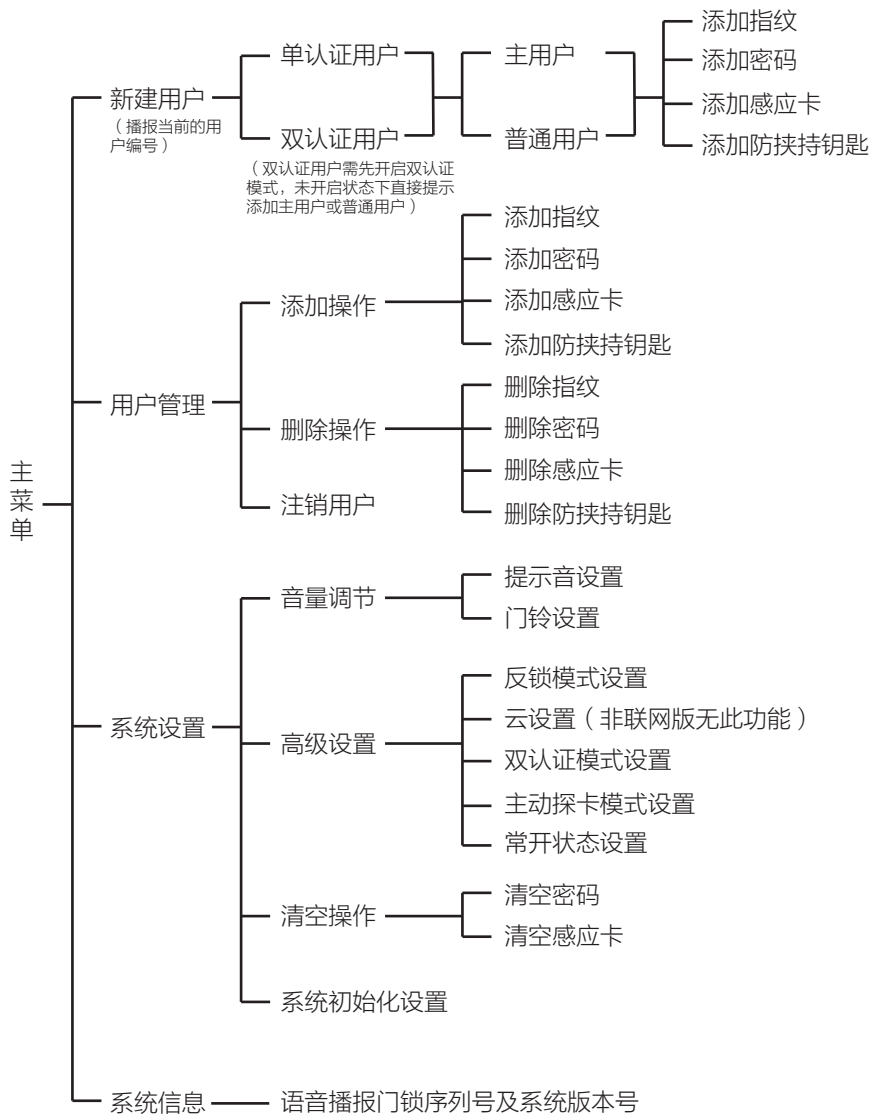 主菜单
新建用户
（播报当前的用
户编号）
单认证用户
双认证用户
（双认证用户需先开启双认证
模式，未开启状态下直接提示
添加主用户或普通用户）
主用户
普通用户
添加指纹
添加密码
添加感应卡
添加防挟持钥匙
用户管理
添加操作
添加指纹
添加密码
添加感应卡
添加防挟持钥匙
删除操作
删除指纹
删除密码
删除感应卡
删除防挟持钥匙
注销用户
系统设置
音量调节
提示音设置
门铃设置
高级设置
反锁模式设置
云设置（非联网版无此功能）
双认证模式设置
主动探卡模式设置
常开状态设置
清空操作
清空密码
清空感应卡
系统初始化设置
系统信息
语音播报门锁序列号及系统版本号